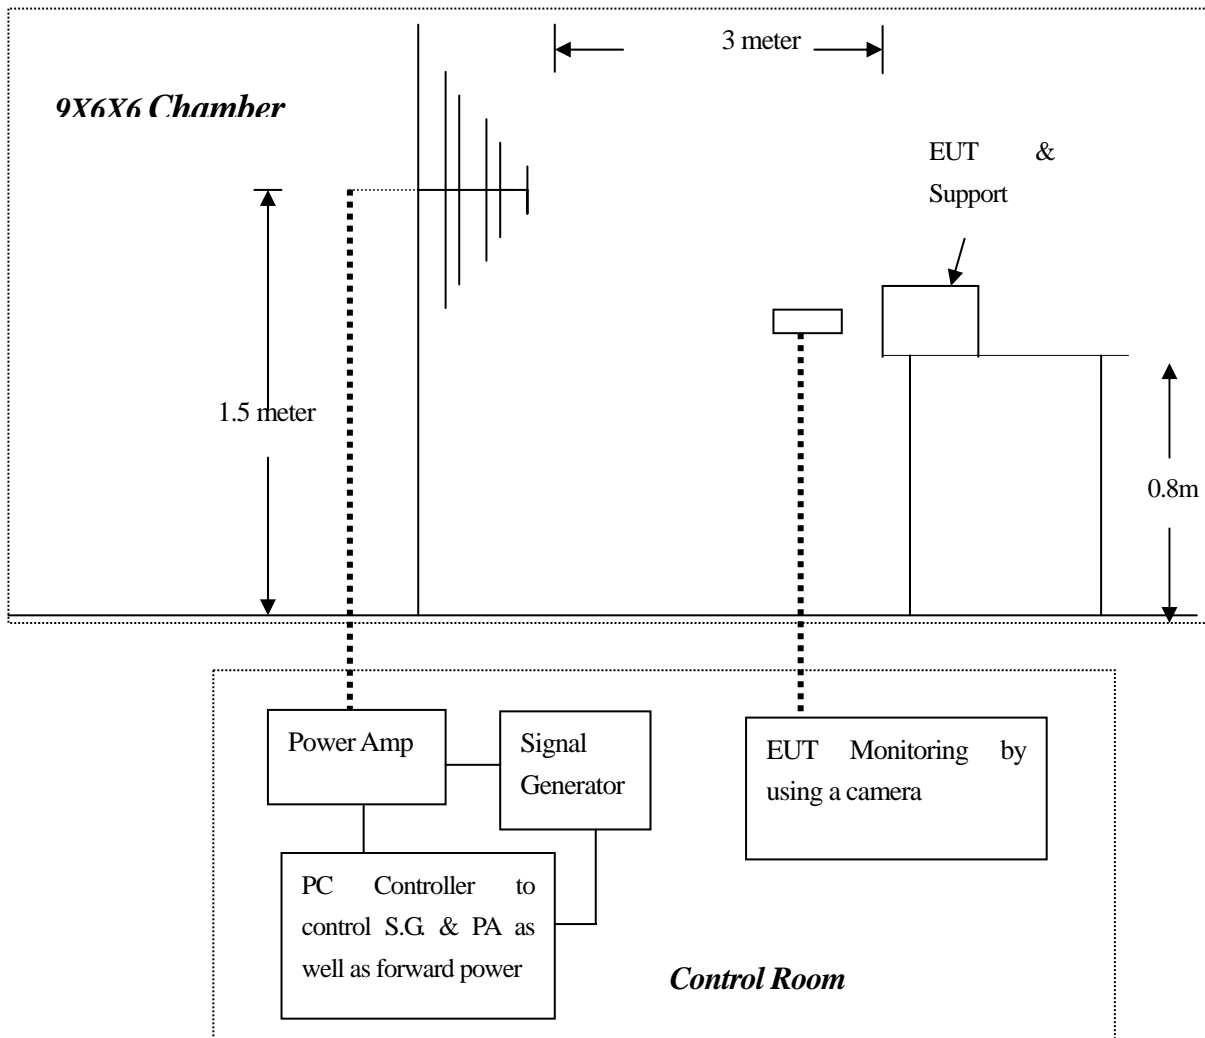 3 meter
9X6X6 Chamber
EUT &
Support
1.5 meter
0.8m
Power Amp
Signal
Generator
EUT Monitoring by
using a camera
PC Controller to
control S.G. & PA as
well as forward power
Control Room